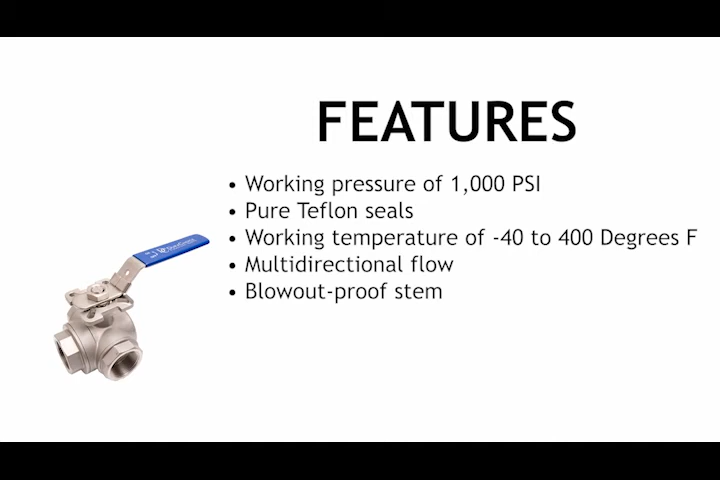 FEATURES
• Working pressure of 1,000 PSI
• Pure Teflon seals
• Working temperature of -40 to 400 Degrees F
• Multidirectional flow
• Blowout-proof stem